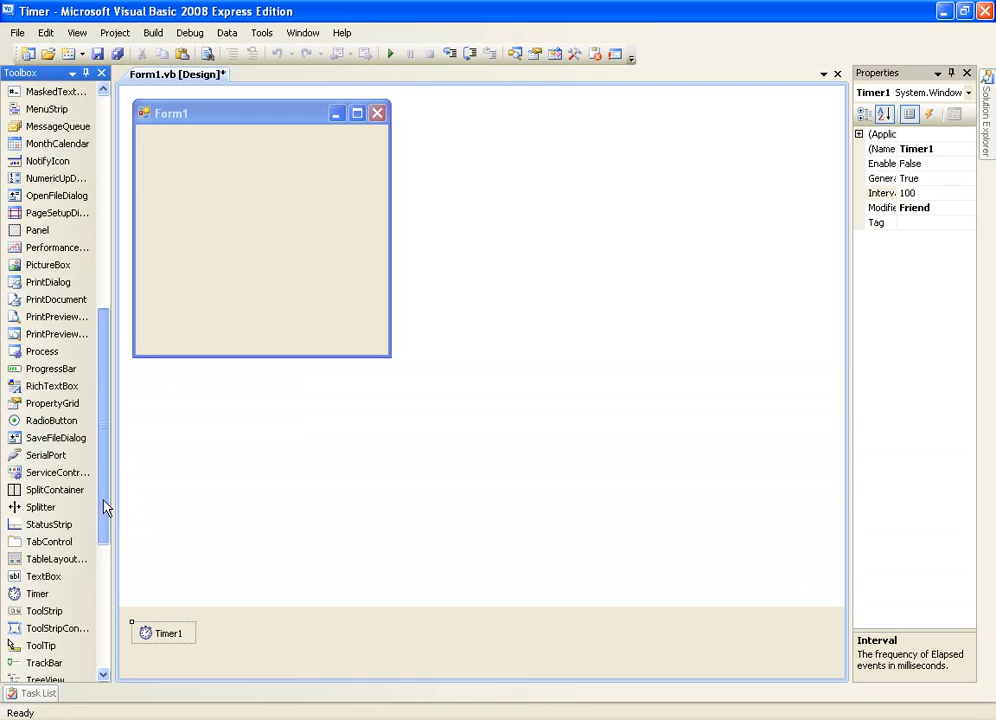 Timer - Microsoft Visual Basic 2008 Express Edition
File Edit View Project Build Debug Data Tools Window Help
Toolbox
Form1.vb [Design]*
Properties
MaskedText...
MenuStrip
MessageQueue
MonthCalendar
NotifyIcon
NumericUpD...
OpenFileDialog
PageSetupDi...
Panel
Performance...
PictureBox
PrintDialog
PrintDocument
PrintPreview...
PrintPreview...
Process
ProgressBar
RichTextBox
PropertyGrid
RadioButton
SaveFileDialog
SerialPort
ServiceContr...
SplitContainer
Splitter
StatusStrip
TabControl
TableLayout...
TextBox
Timer
ToolStrip
ToolStripCon...
ToolTip
TrackBar
TreeView
Form1
Timer1
Timer1 System.Window
(Applic
(Name Timer1
Enable False
Genera True
Interv 100
Modifie Friend
Tag
Interval
The frequency of Elapsed
events in milliseconds.
Solution Explorer
Task List
Ready